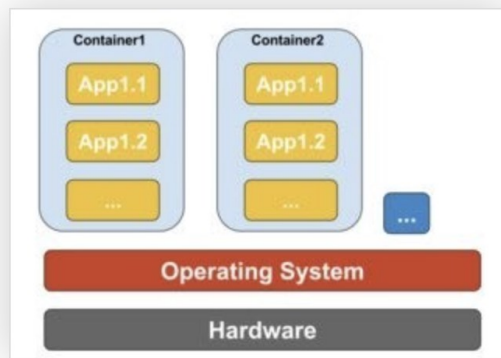 Container1
App1.1
App1.2
...
Container2
App1.1
App1.2
...
...
Operating System
Hardware